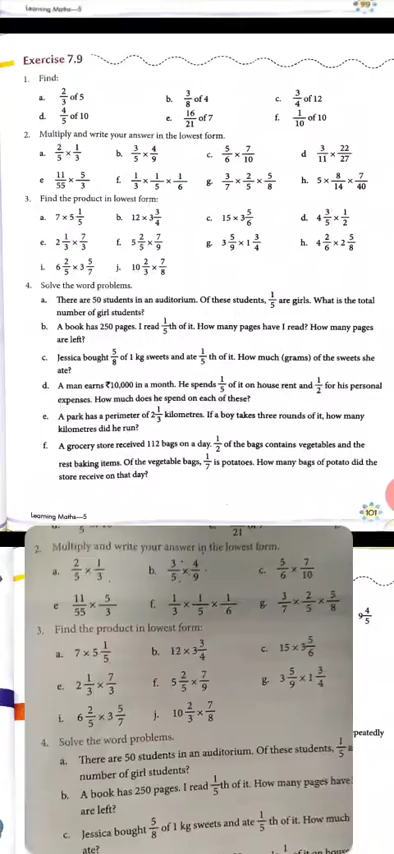 Learning Maths—5
99
Exercise 7.9
1. Find:
a. 2/3 of 5 b. 3/8 of 4 c. 3/4 of 12
d. 4/5 of 10 e. 16/21 of 7 f. 1/10 of 10
2. Multiply and write your answer in the lowest form.
a. 2/5 × 1/3 b. 3/5 × 4/9 c. 5/6 × 7/10 d 3/11 × 22/27
e 11/55 × 5/3 f. 1/3 × 1/5 × 1/6 g. 3/7 × 2/5 × 5/8 h. 5 × 8/14 × 7/40
3. Find the product in lowest form:
a. 7 × 5 1/5 b. 12 × 3 3/4 c. 15 × 3 5/6 d. 4 3/5 × 1/2
e. 2 1/3 × 7/3 f. 5 2/5 × 7/9 g. 3 5/9 × 1 3/4 h. 4 2/6 × 2 5/8
i. 6 2/5 × 3 5/7 j. 10 2/3 × 7/8
4. Solve the word problems.
a. There are 50 students in an auditorium. Of these students, 1/5 are girls. What is the total
number of girl students?
b. A book has 250 pages. I read 1/5th of it. How many pages have I read? How many pages
are left?
c. Jessica bought 5/8 of 1 kg sweets and ate 1/5 th of it. How much (grams) of the sweets she
ate?
d. A man earns ₹10,000 in a month. He spends 1/5 of it on house rent and 1/2 for his personal
expenses. How much does he spend on each of these?
e. A park has a perimeter of 2 1/3 kilometres. If a boy takes three rounds of it, how many
kilometres did he run?
f. A grocery store received 112 bags on a day. 1/2 of the bags contains vegetables and the
rest baking items. Of the vegetable bags, 1/7 is potatoes. How many bags of potato did the
store receive on that day?
Learning Maths—5
101
5 21
2. Multiply and write your answer in the lowest form.
a. 2/5 × 1/3 b. 3/5 × 4/9 c. 5/6 × 7/10
e 11/55 × 5/3 f. 1/3 × 1/5 × 1/6 g. 3/7 × 2/5 × 5/8
3. Find the product in lowest form:
a. 7 × 5 1/5 b. 12 × 3 3/4 c. 15 × 3 5/6
e. 2 1/3 × 7/3 f. 5 2/5 × 7/9 g. 3 5/9 × 1 3/4
i. 6 2/5 × 3 5/7 j. 10 2/3 × 7/8
4. Solve the word problems.
a. There are 50 students in an auditorium. Of these students, 1/5 a
number of girl students?
b. A book has 250 pages. I read 1/5th of it. How many pages have
are left?
c. Jessica bought 5/8 of 1 kg sweets and ate 1/5 th of it. How much
ate?
9 4/5
peatedly